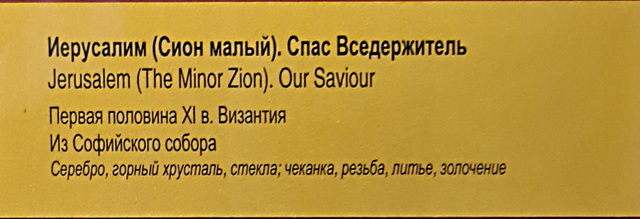 Иерусалим (Сион малый). Спас Вседержитель
Jerusalem (The Minor Zion). Our Saviour
Первая половина XI в. Византия
Из Софийского собора
Серебро, горный хрусталь, стекла; чеканка, резьба, литье, золочение